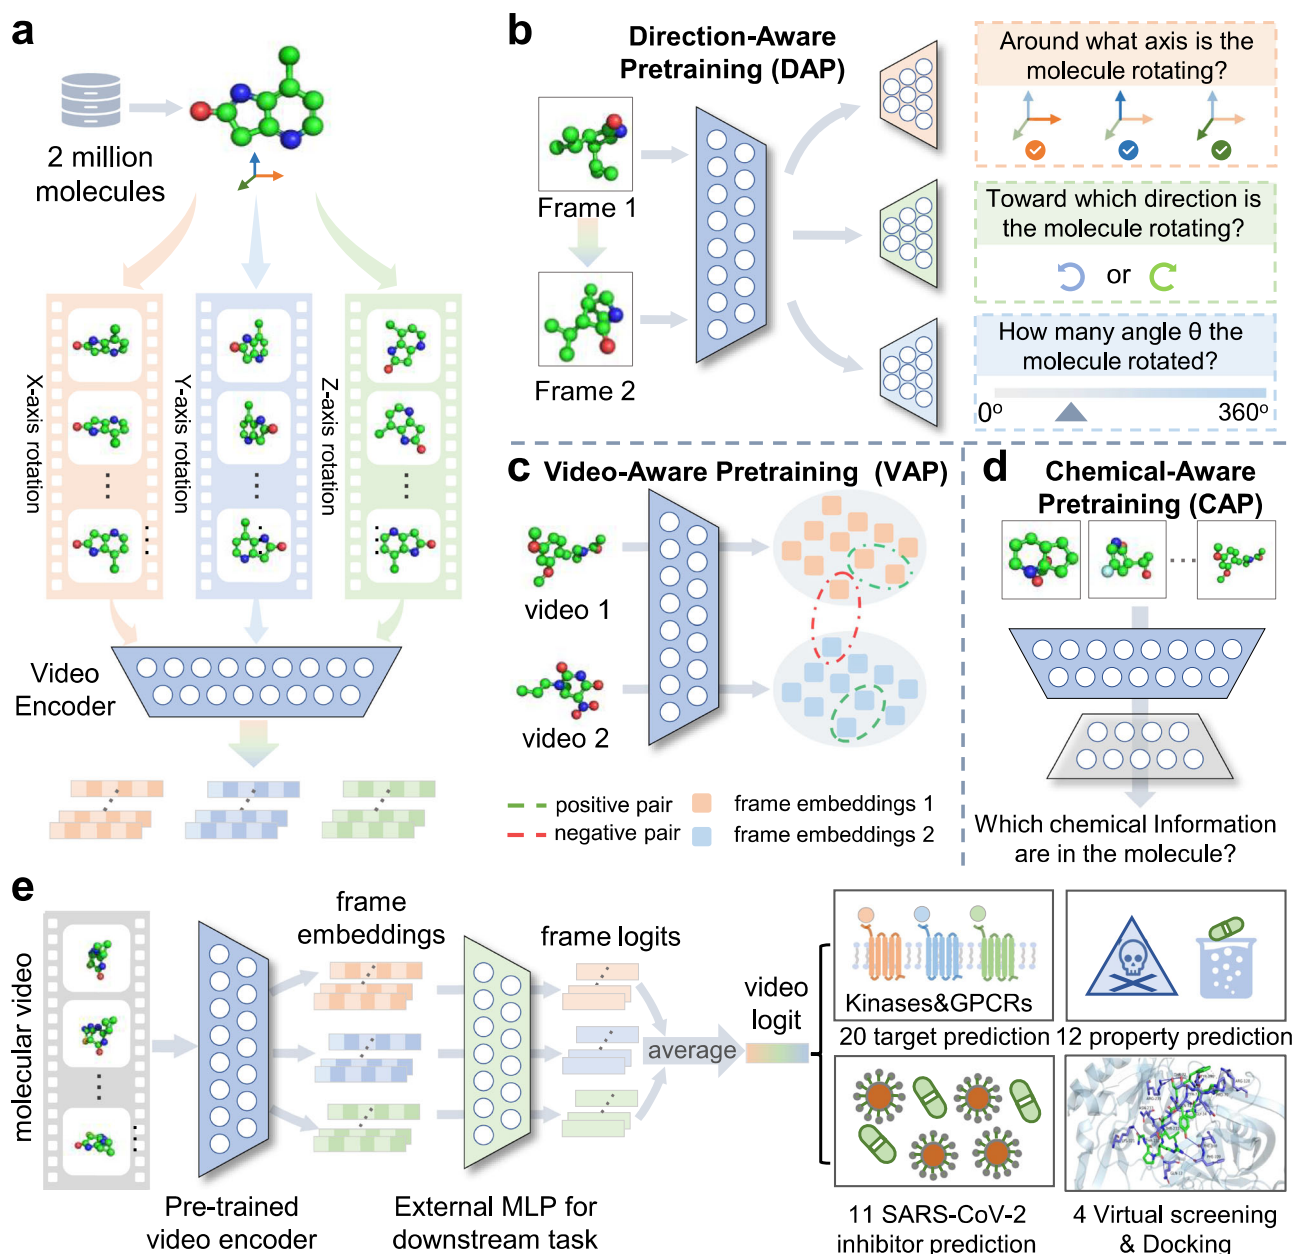 a
2 million
molecules
X-axis rotation
Y-axis rotation
Z-axis rotation
Video
Encoder
b
Direction-Aware
Pretraining (DAP)
Frame 1
Frame 2
Around what axis is the
molecule rotating?
Toward which direction is
the molecule rotating?
or
How many angle θ the
molecule rotated?
0º
360º
c Video-Aware Pretraining (VAP)
video 1
video 2
positive pair
negative pair
frame embeddings 1
frame embeddings 2
d
Chemical-Aware
Pretraining (CAP)
Which chemical Information
are in the molecule?
e
molecular video
Pre-trained
video encoder
frame
embeddings
External MLP for
downstream task
frame logits
average
video
logit
Kinases&GPCRs
20 target prediction
12 property prediction
11 SARS-CoV-2
inhibitor prediction
4 Virtual screening
& Docking